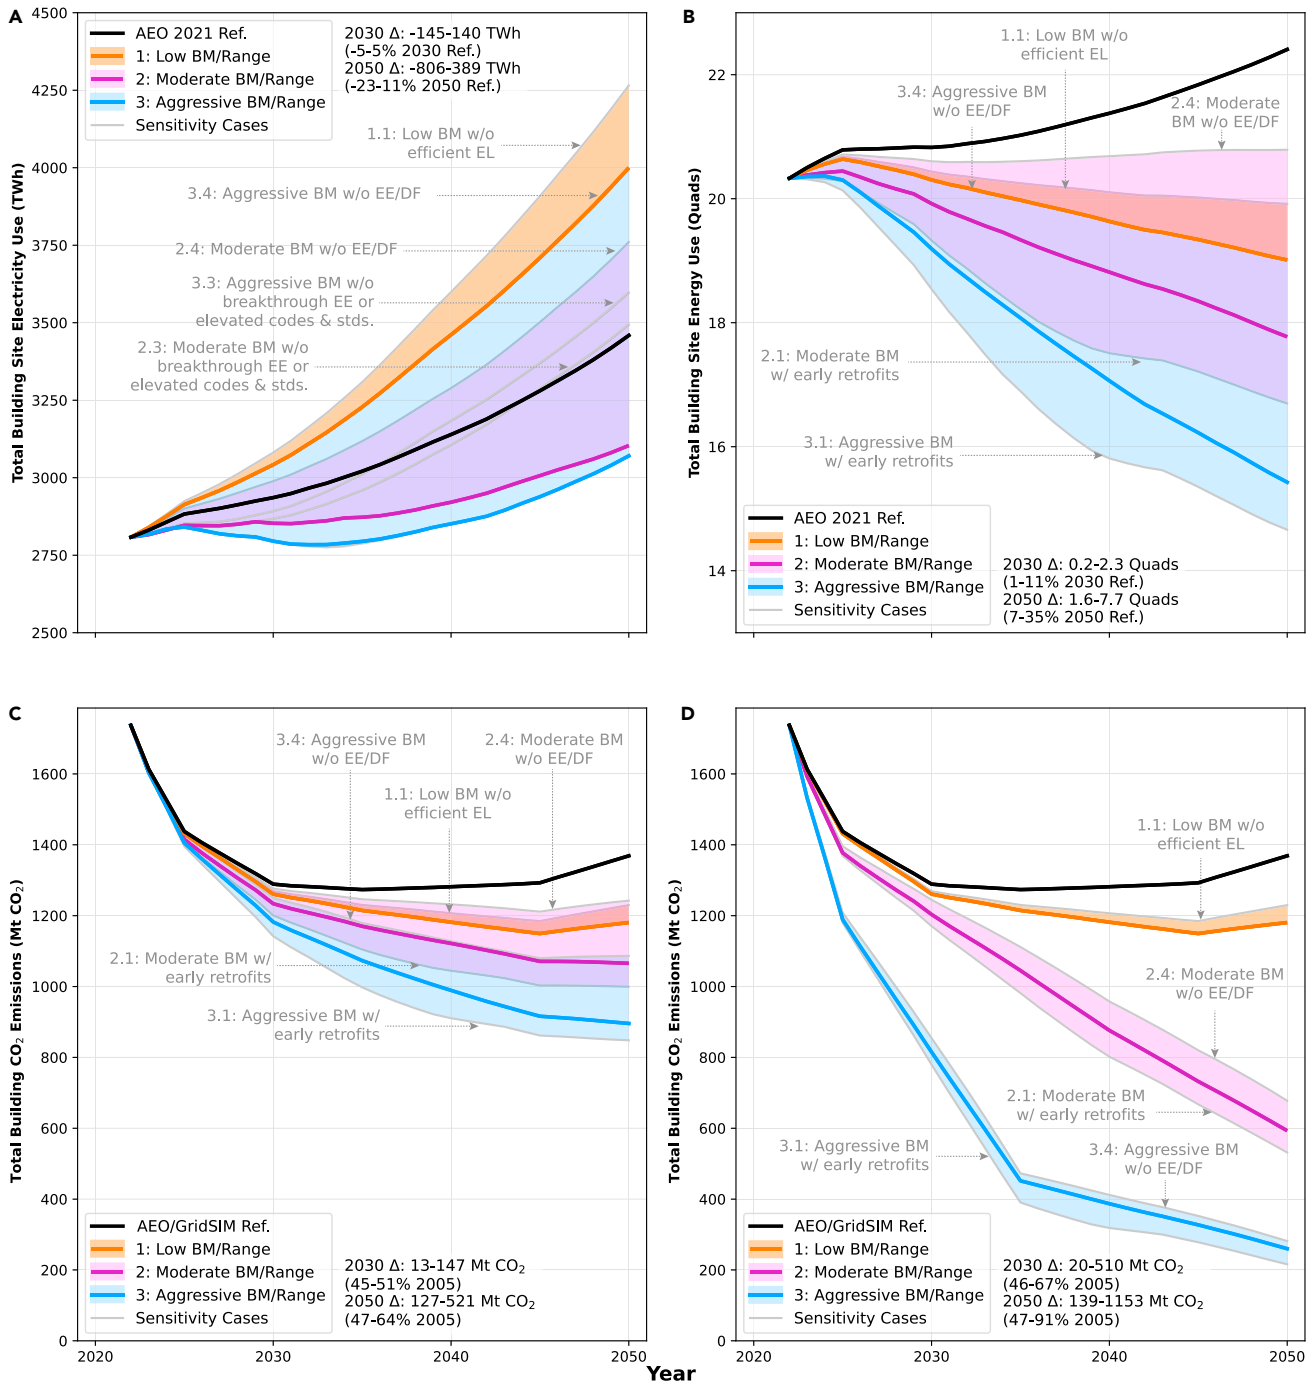 A
Total Building Site Electricity Use (TWh)
4500
4250
4000
3750
3500
3250
3000
2750
2500
AEO 2021 Ref.
1: Low BM/Range
2: Moderate BM/Range
3: Aggressive BM/Range
Sensitivity Cases
2030 Δ: -145-140 TWh
(-5-5% 2030 Ref.)
2050 Δ: -806-389 TWh
(-23-11% 2050 Ref.)
1.1: Low BM w/o
efficient EL
3.4: Aggressive BM w/o EE/DF
2.4: Moderate BM w/o EE/DF
3.3: Aggressive BM w/o
breakthrough EE or
elevated codes & stds.
2.3: Moderate BM w/o
breakthrough EE or
elevated codes & stds.
B
Total Building Site Energy Use (Quads)
22
20
18
16
14
1.1: Low BM w/o
efficient EL
3.4: Aggressive BM
w/o EE/DF
2.4: Moderate
BM w/o EE/DF
2.1: Moderate BM
w/ early retrofits
3.1: Aggressive BM
w/ early retrofits
AEO 2021 Ref.
1: Low BM/Range
2: Moderate BM/Range
3: Aggressive BM/Range
Sensitivity Cases
2030 Δ: 0.2-2.3 Quads
(1-11% 2030 Ref.)
2050 Δ: 1.6-7.7 Quads
(7-35% 2050 Ref.)
C
Total Building CO₂ Emissions (Mt CO₂)
1600
1400
1200
1000
800
600
400
200
0
3.4: Aggressive BM
w/o EE/DF
2.4: Moderate BM
w/o EE/DF
1.1: Low BM w/o
efficient EL
2.1: Moderate BM w/
early retrofits
3.1: Aggressive BM w/
early retrofits
AEO/GridSIM Ref.
1: Low BM/Range
2: Moderate BM/Range
3: Aggressive BM/Range
Sensitivity Cases
2030 Δ: 13-147 Mt CO₂
(45-51% 2005)
2050 Δ: 127-521 Mt CO₂
(47-64% 2005)
2020
2030
2040
2050
D
Total Building CO₂ Emissions (Mt CO₂)
1600
1400
1200
1000
800
600
400
200
0
1.1: Low BM w/o
efficient EL
2.4: Moderate BM
w/o EE/DF
2.1: Moderate BM
w/ early retrofits
3.1: Aggressive BM
w/ early retrofits
3.4: Aggressive BM
w/o EE/DF
AEO/GridSIM Ref.
1: Low BM/Range
2: Moderate BM/Range
3: Aggressive BM/Range
Sensitivity Cases
2030 Δ: 20-510 Mt CO₂
(46-67% 2005)
2050 Δ: 139-1153 Mt CO₂
(47-91% 2005)
2020
2030
2040
2050
Year